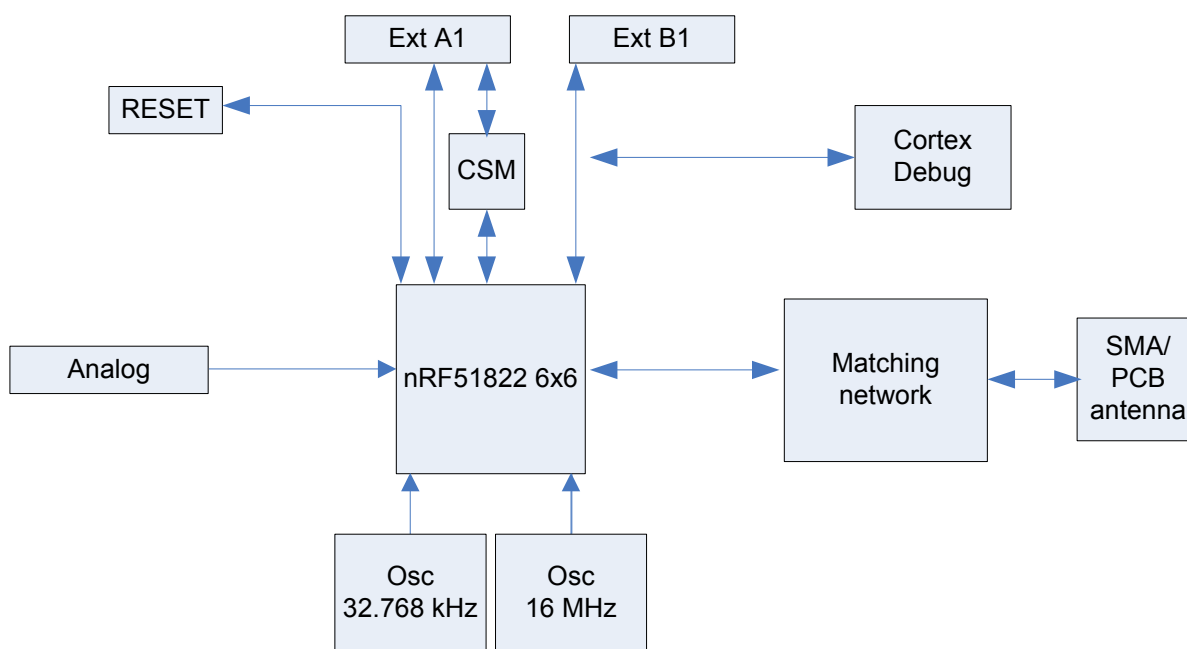 Ext A1
Ext B1
RESET
CSM
Cortex
Debug
Analog
nRF51822 6x6
Matching
network
SMA/
PCB
antenna
Osc
32.768 kHz
Osc
16 MHz